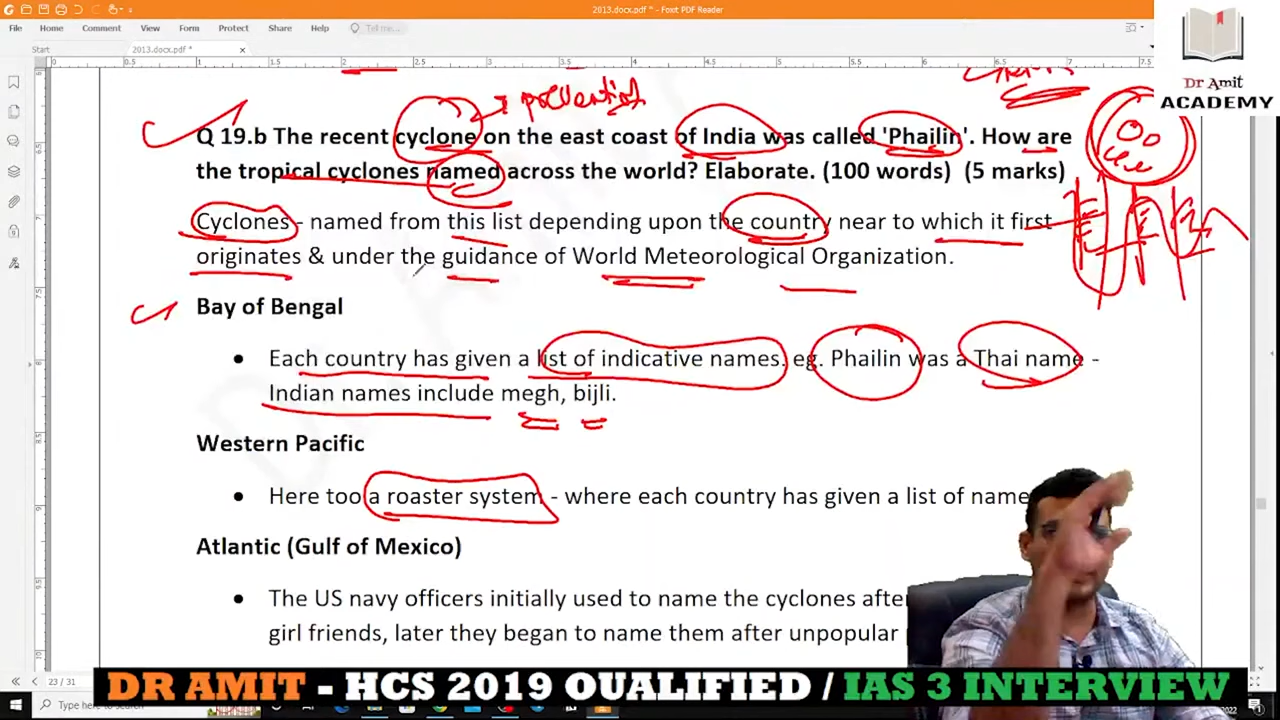 2013.docx.pdf * - Foxit PDF Reader
File Home Comment View Form Protect Share Help Tell me...
Start 2013.docx.pdf *
Dr Amit
ACADEMY
Q 19.b The recent cyclone on the east coast of India was called 'Phailin'. How are
the tropical cyclones named across the world? Elaborate. (100 words) (5 marks)
Cyclones - named from this list depending upon the country near to which it first
originates & under the guidance of World Meteorological Organization.
Bay of Bengal
• Each country has given a list of indicative names. eg. Phailin was a Thai name -
Indian names include megh, bijli.
Western Pacific
• Here too a roaster system - where each country has given a list of name
Atlantic (Gulf of Mexico)
• The US navy officers initially used to name the cyclones after
girl friends, later they began to name them after unpopular
DR AMIT - HCS 2019 QUALIFIED / IAS 3 INTERVIEW
23 / 31
Type here to search
2022